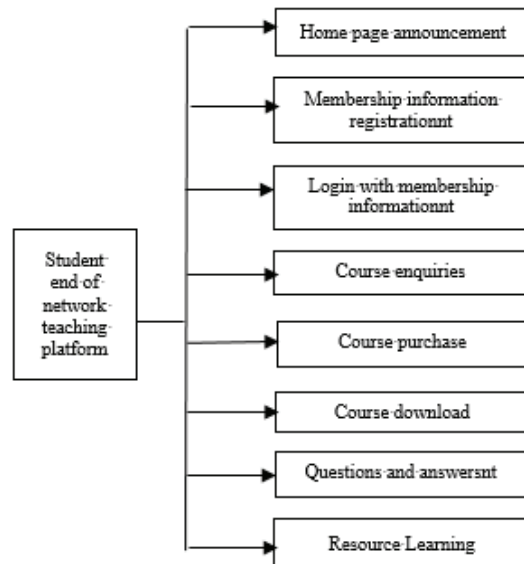 Home page announcement
Membership information
registrationnt
Login with membership
informationnt
Student
end of
network
teaching
platform
Course enquiries
Course purchase
Course download
Questions and answersnt
Resource Learning